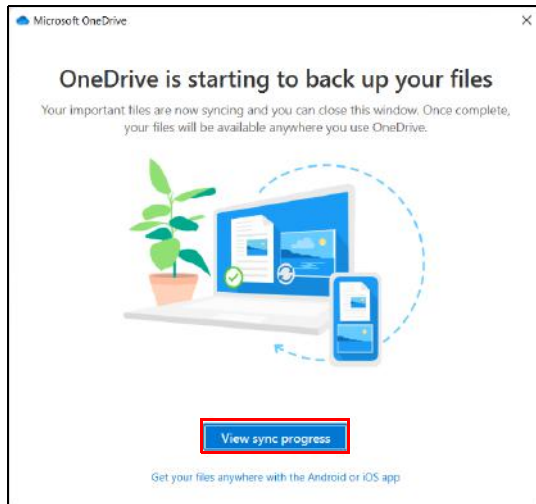 Microsoft OneDrive
OneDrive is starting to back up your files
Your important files are now syncing and you can close this window. Once complete,
your files will be available anywhere you use OneDrive.
View sync progress
Get your files anywhere with the Android or iOS app